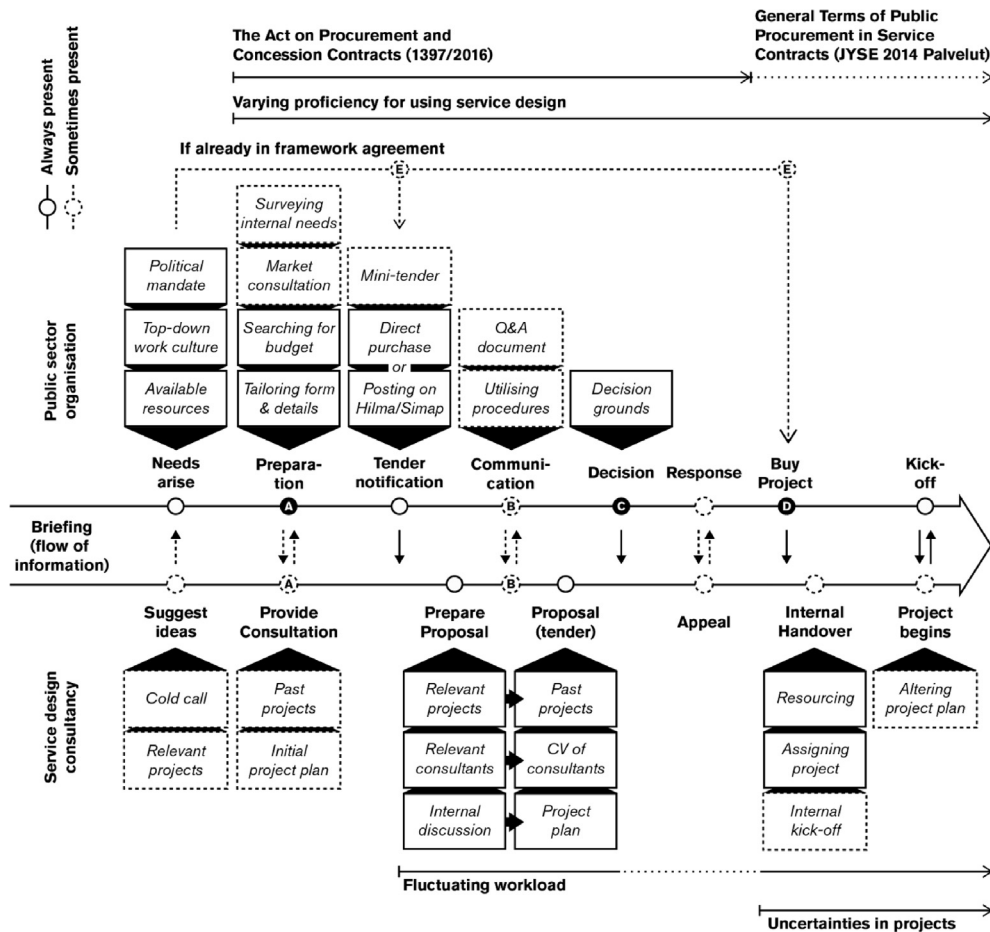 General Terms of Public
Procurement in Service
Contracts (JYSE 2014 Palvelut)
The Act on Procurement and
Concession Contracts (1397/2016)
Varying proficiency for using service design
Always present
Sometimes present
If already in framework agreement
E
E
Public sector
organisation
Political
mandate
Top-down
work culture
Available
resources
Surveying
internal needs
Market
consultation
Searching for
budget
Tailoring form
& details
Mini-tender
Direct
purchase
or
Posting on
Hilma/Simap
Q&A
document
Utilising
procedures
Decision
grounds
Needs
arise
Prepara-
tion
Tender
notification
Communi-
cation
Decision
Response
Buy
Project
Kick-
off
A
B
C
D
Briefing
(flow of
information)
A
B
Suggest
ideas
Provide
Consultation
Prepare
Proposal
Proposal
(tender)
Appeal
Internal
Handover
Project
begins
Service design
consultancy
Cold call
Relevant
projects
Past
projects
Initial
project plan
Relevant
projects
Relevant
consultants
Internal
discussion
Past
projects
CV of
consultants
Project
plan
Resourcing
Assigning
project
Internal
kick-off
Altering
project plan
Fluctuating workload
Uncertainties in projects